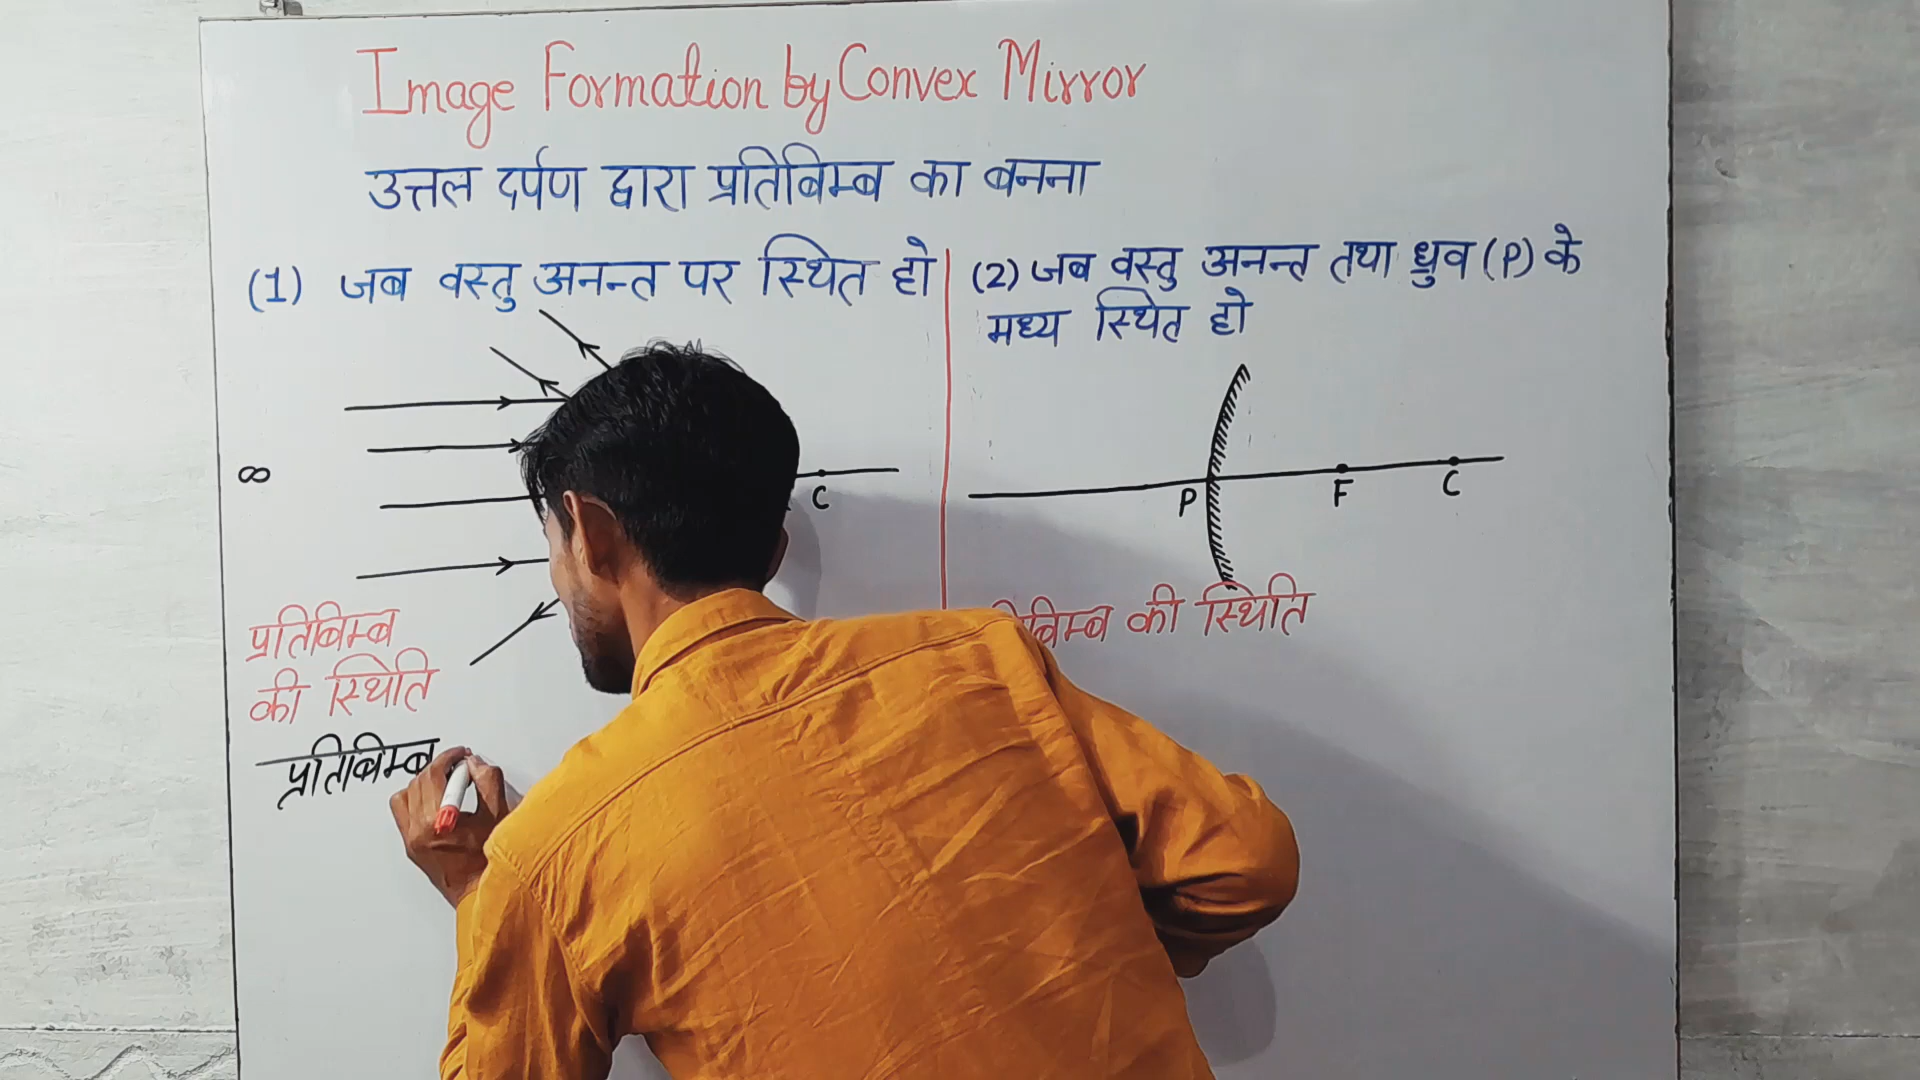 Image Formation by Convex Mirror
उत्तल दर्पण द्वारा प्रतिबिम्ब का बनना
(1) जब वस्तु अनन्त पर स्थित हो
∞
C
प्रतिबिम्ब
की स्थिति
प्रतिबिम्ब
(2) जब वस्तु अनन्त तथा ध्रुव (P) के
मध्य स्थित हो
P F C
की स्थिति